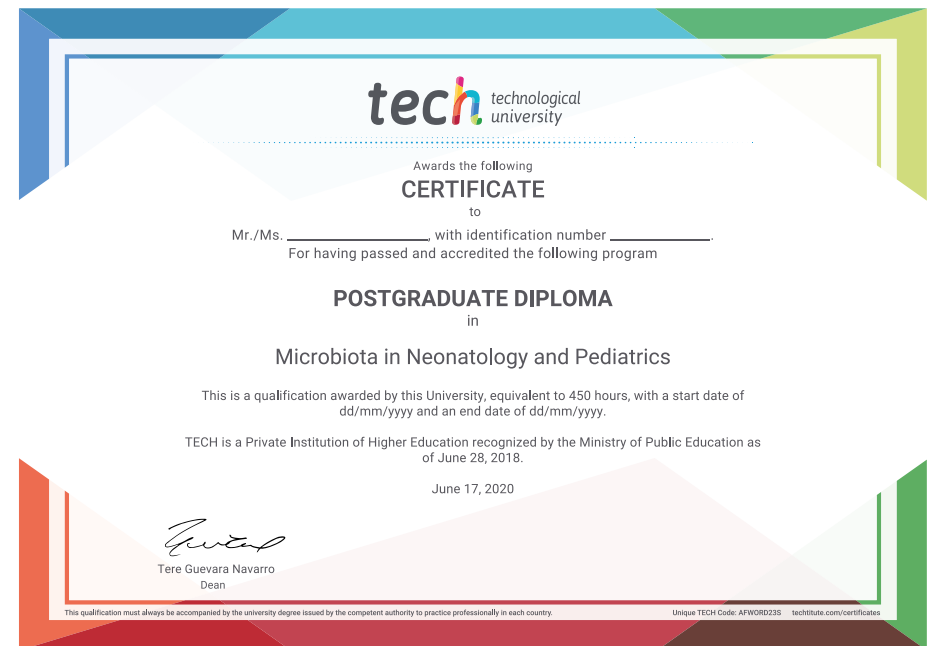 tech technological
university
Awards the following
CERTIFICATE
to
Mr./Ms. ____________________, with identification number ______________.
For having passed and accredited the following program
POSTGRADUATE DIPLOMA
in
Microbiota in Neonatology and Pediatrics
This is a qualification awarded by this University, equivalent to 450 hours, with a start date of
dd/mm/yyyy and an end date of dd/mm/yyyy.
TECH is a Private Institution of Higher Education recognized by the Ministry of Public Education as
of June 28, 2018.
June 17, 2020
Tere Guevara Navarro
Dean
This qualification must always be accompanied by the university degree issued by the competent authority to practice professionally in each country.
Unique TECH Code: AFWORD23S techtitute.com/certificates